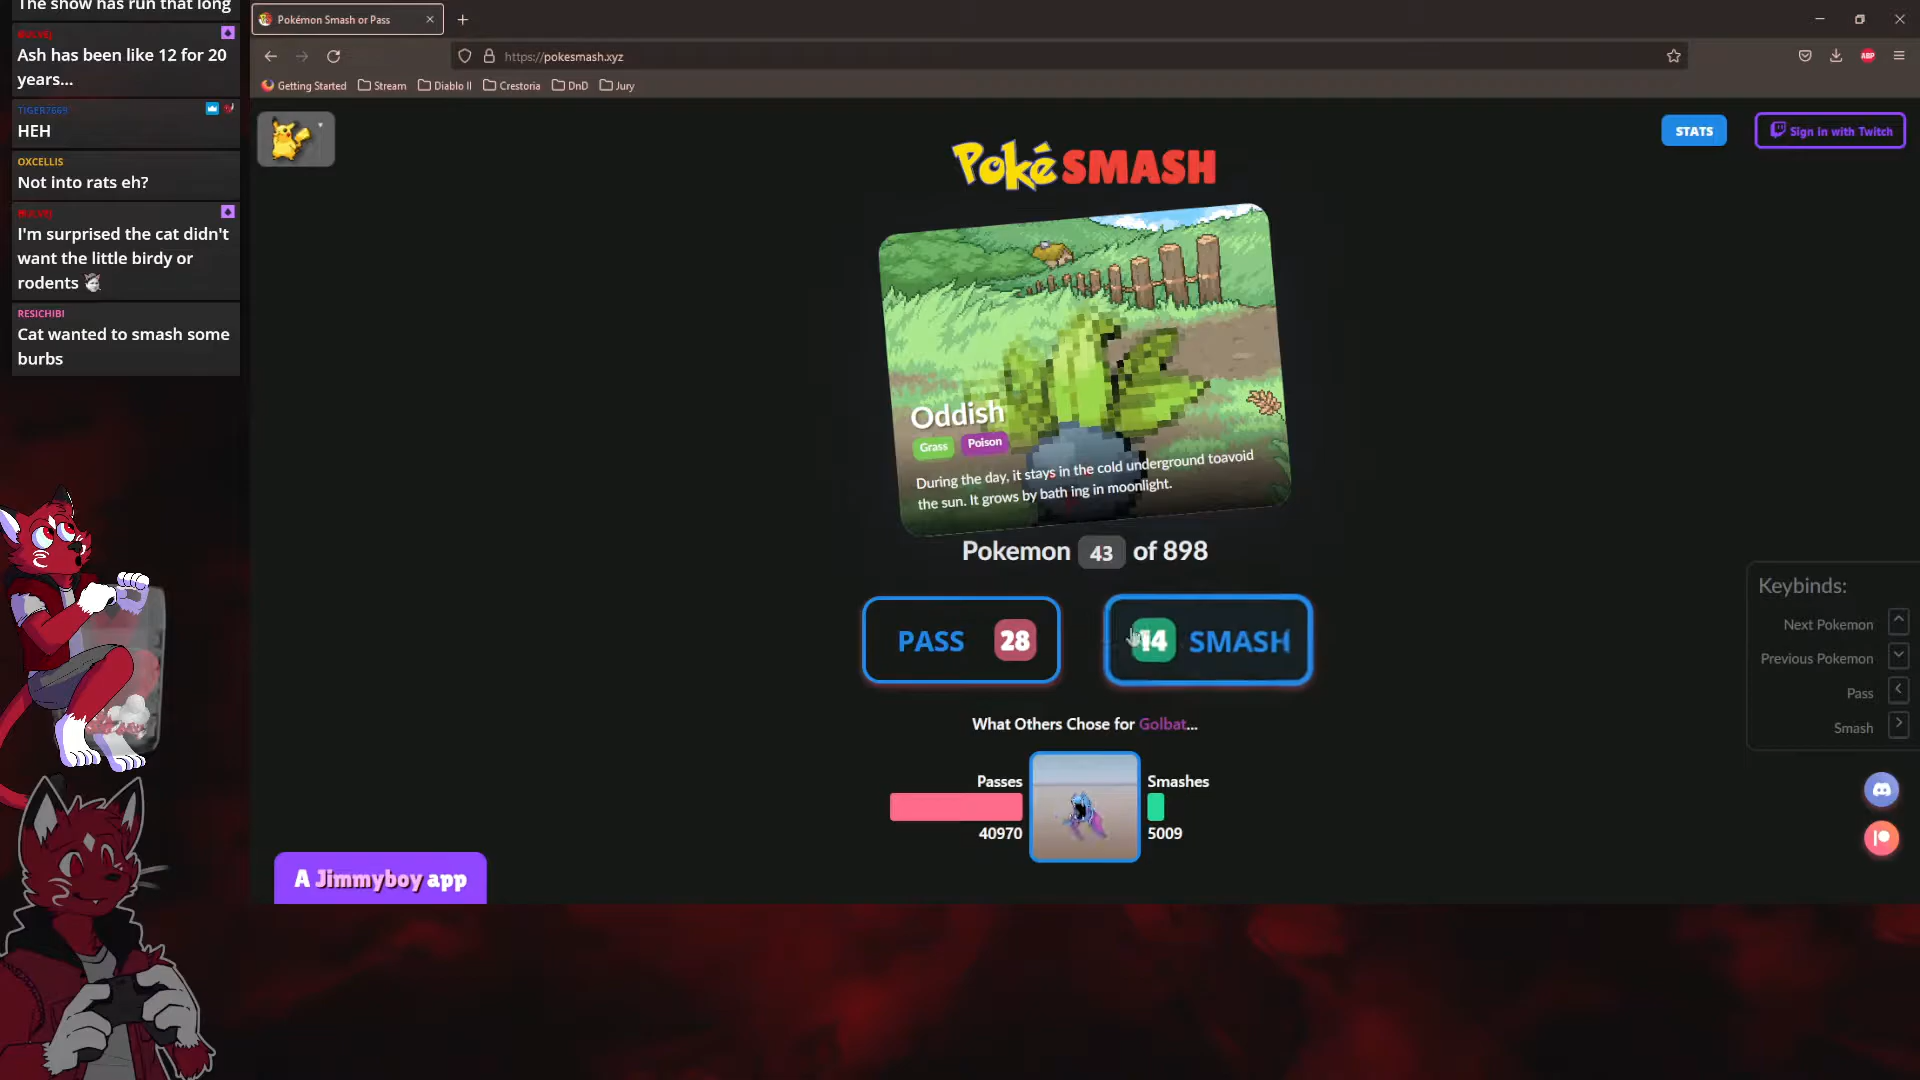 The show has run that long
Ash has been like 12 for 20
years...
TIGER7669
HEH
OXCELLIS
Not into rats eh?
I'm surprised the cat didn't
want the little birdy or
rodents
RESICHIBI
Cat wanted to smash some
burbs
Pokémon Smash or Pass
https://pokesmash.xyz
ABP
Getting Started
Stream
Diablo II
Crestoria
DnD
Jury
STATS
Sign in with Twitch
Poké SMASH
Oddish
Grass Poison
During the day, it stays in the cold underground toavoid
the sun. It grows by bath ing in moonlight.
Pokemon 43 of 898
PASS 28
14 SMASH
What Others Chose for Golbat...
Passes
40970
Smashes
5009
Keybinds:
Next Pokemon
Previous Pokemon
Pass
Smash
A Jimmyboy app